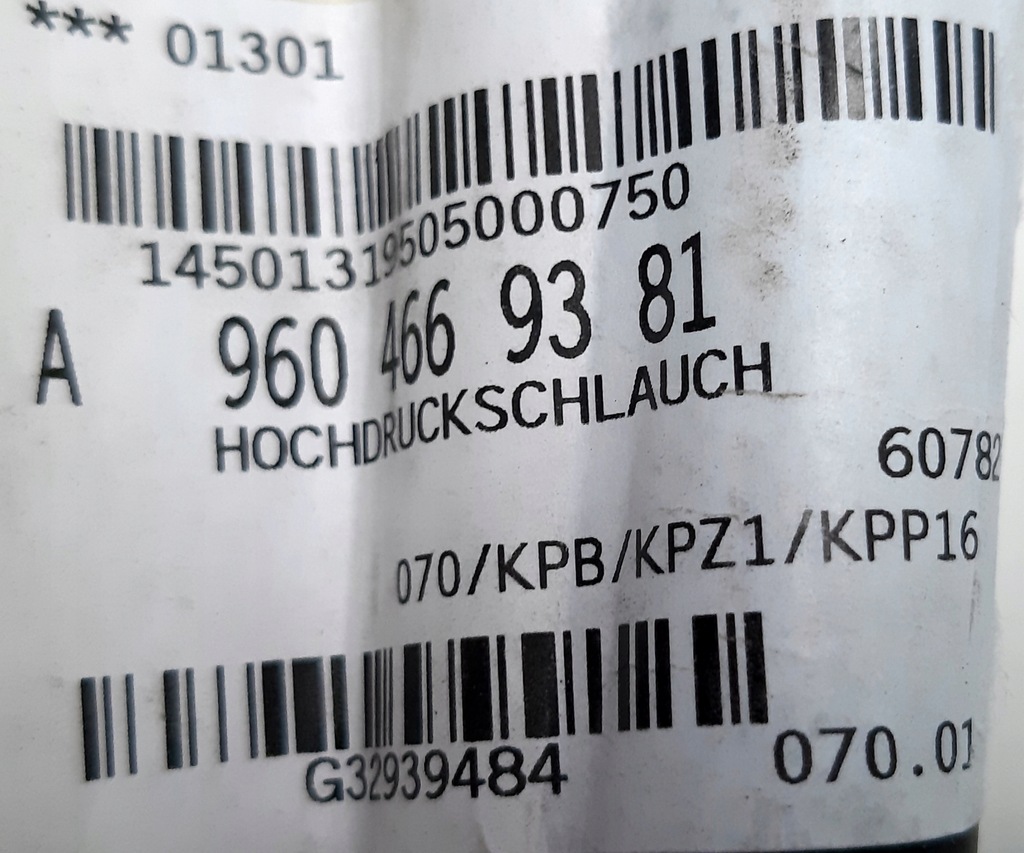 *** 01301
14501319505000750
A 960 466 93 81
HOCHDRUCKSCHLAUCH
60782
070/KPB/KPZ1/KPP16
G32939484
070.01